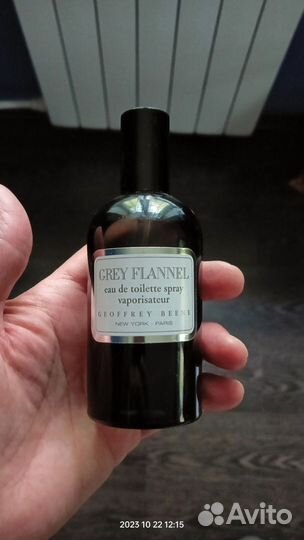 GREY FLANNEL
eau de toilette spray
vaporisateur
GEOFFREY BEENE
NEW YORK - PARIS
2023 10 22 12:15
Avito